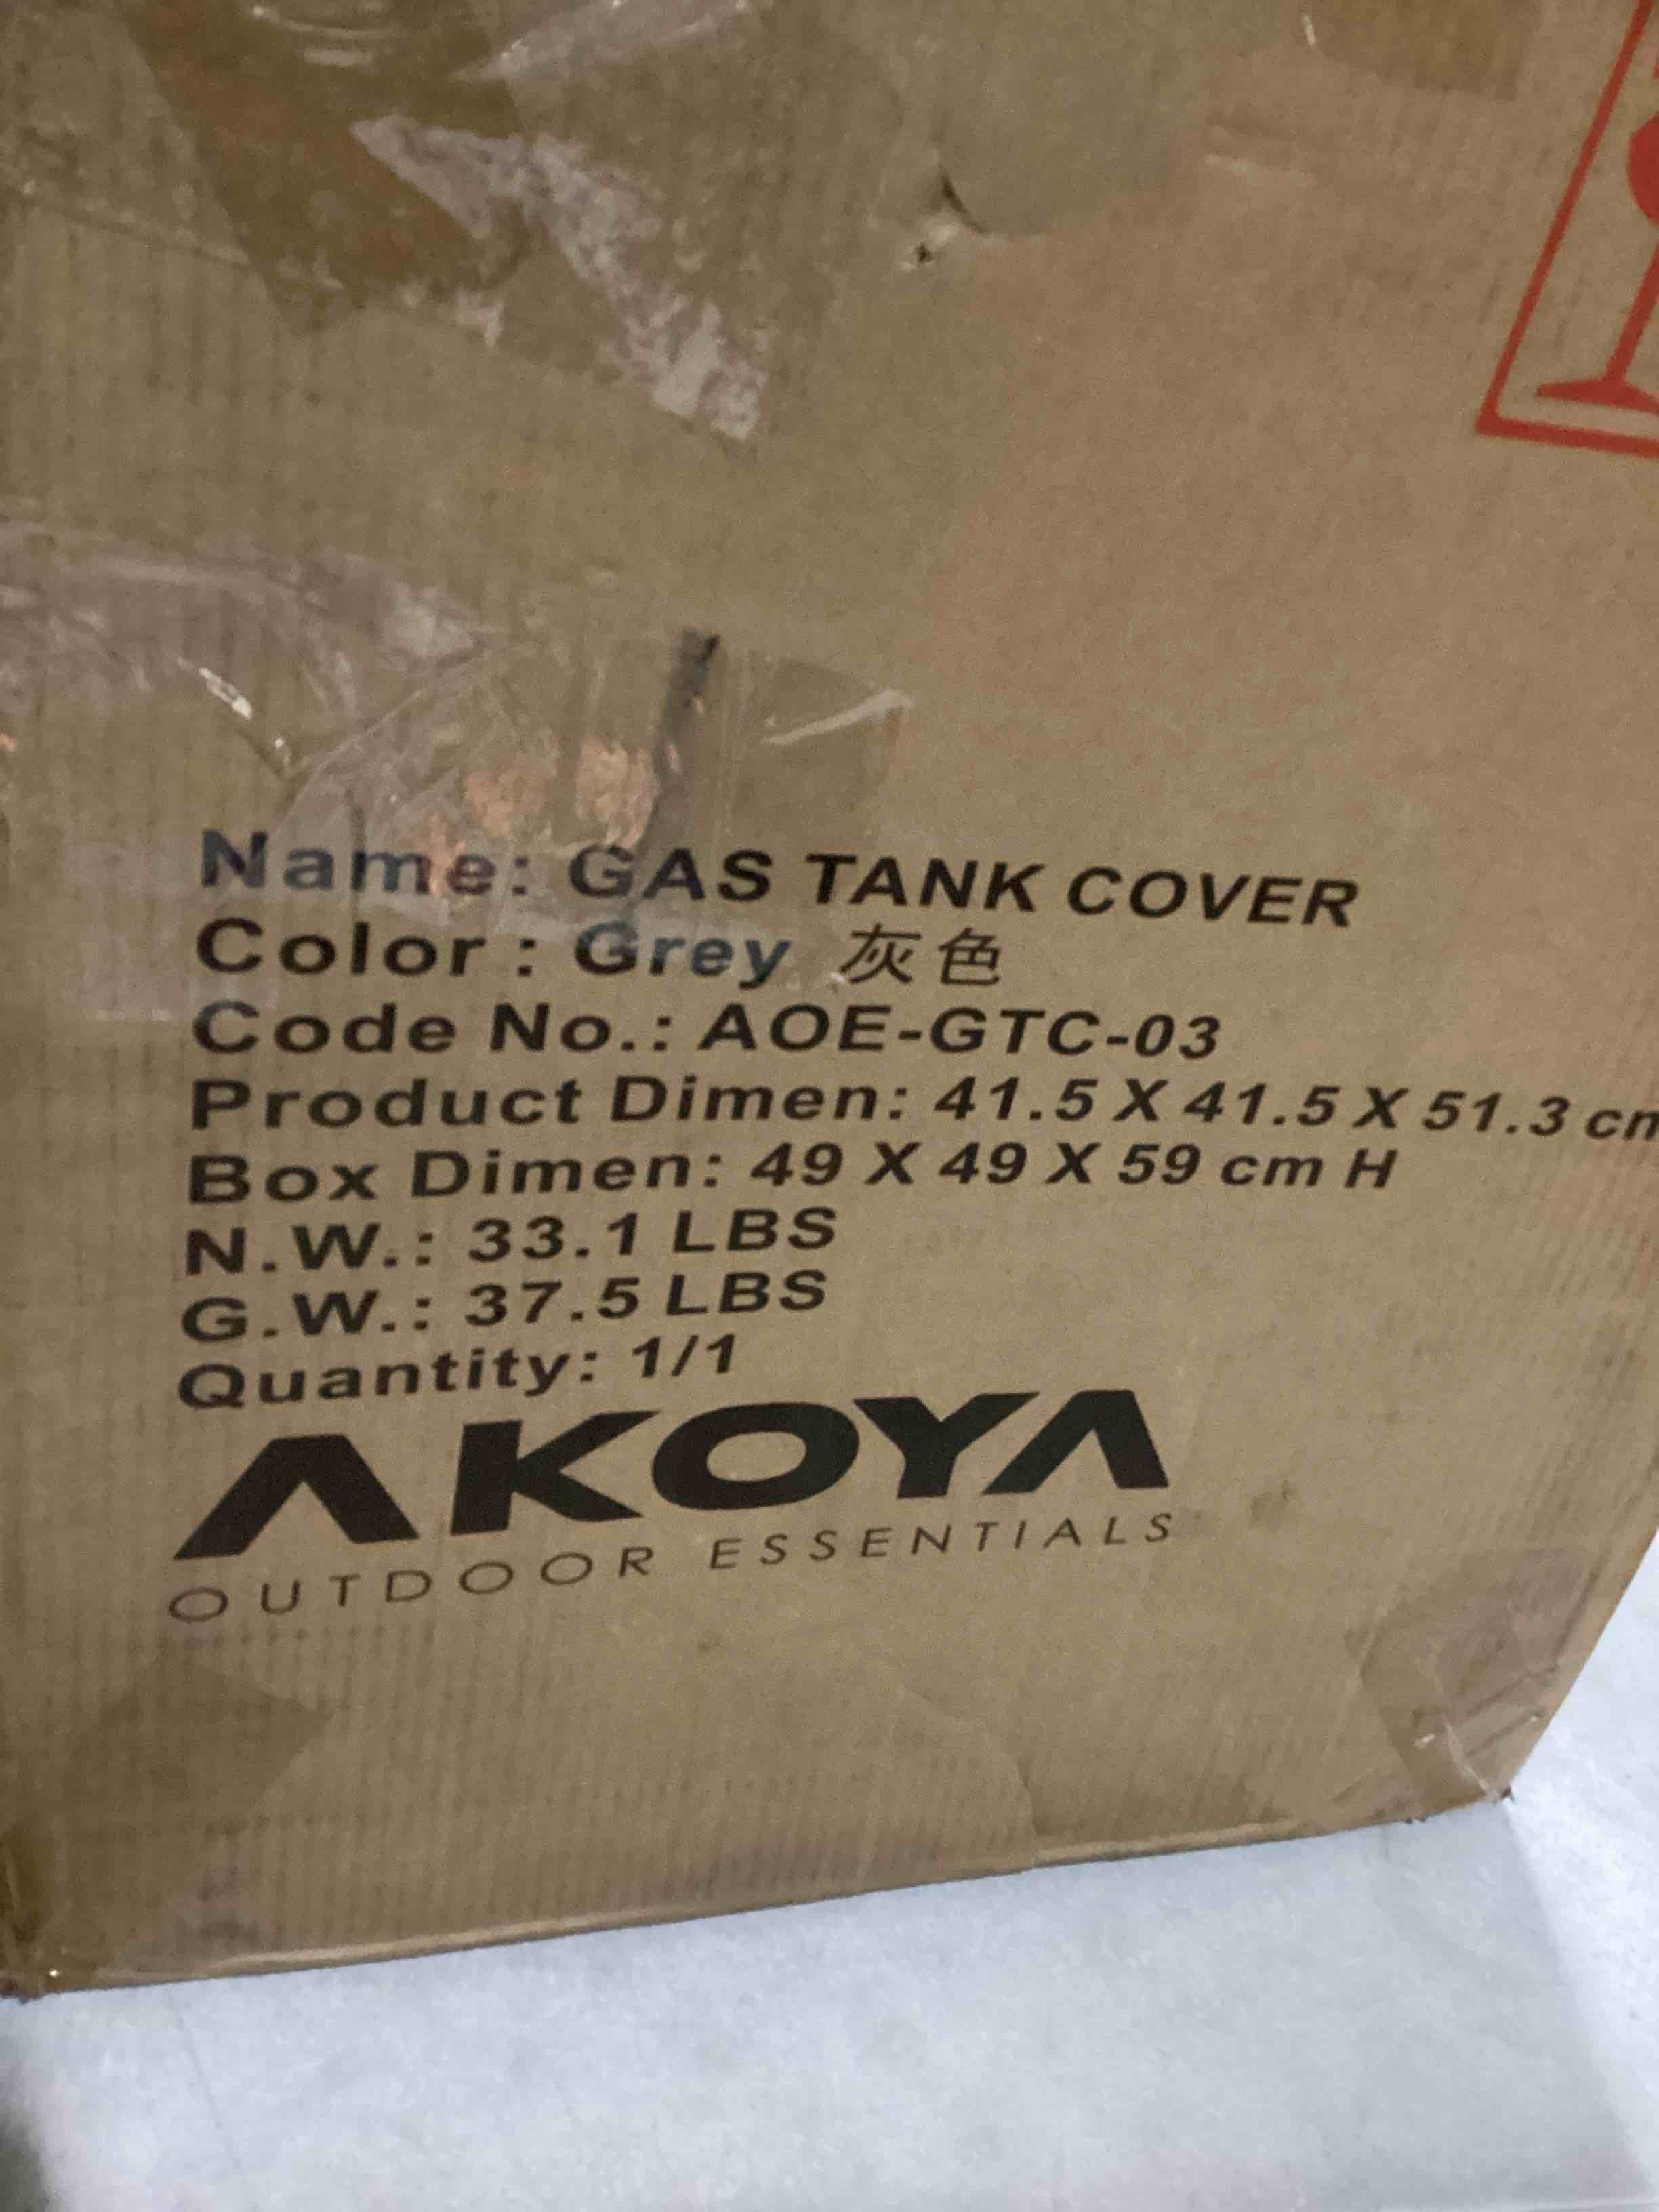 Name: GAS TANK COVER
Color : Grey 灰色
Code No.: AOE-GTC-03
Product Dimen: 41.5 X 41.5 X 51.3 cm
Box Dimen: 49 X 49 X 59 cm H
N.W.: 33.1 LBS
G.W.: 37.5 LBS
Quantity: 1/1
AKOYA
OUTDOOR ESSENTIALS